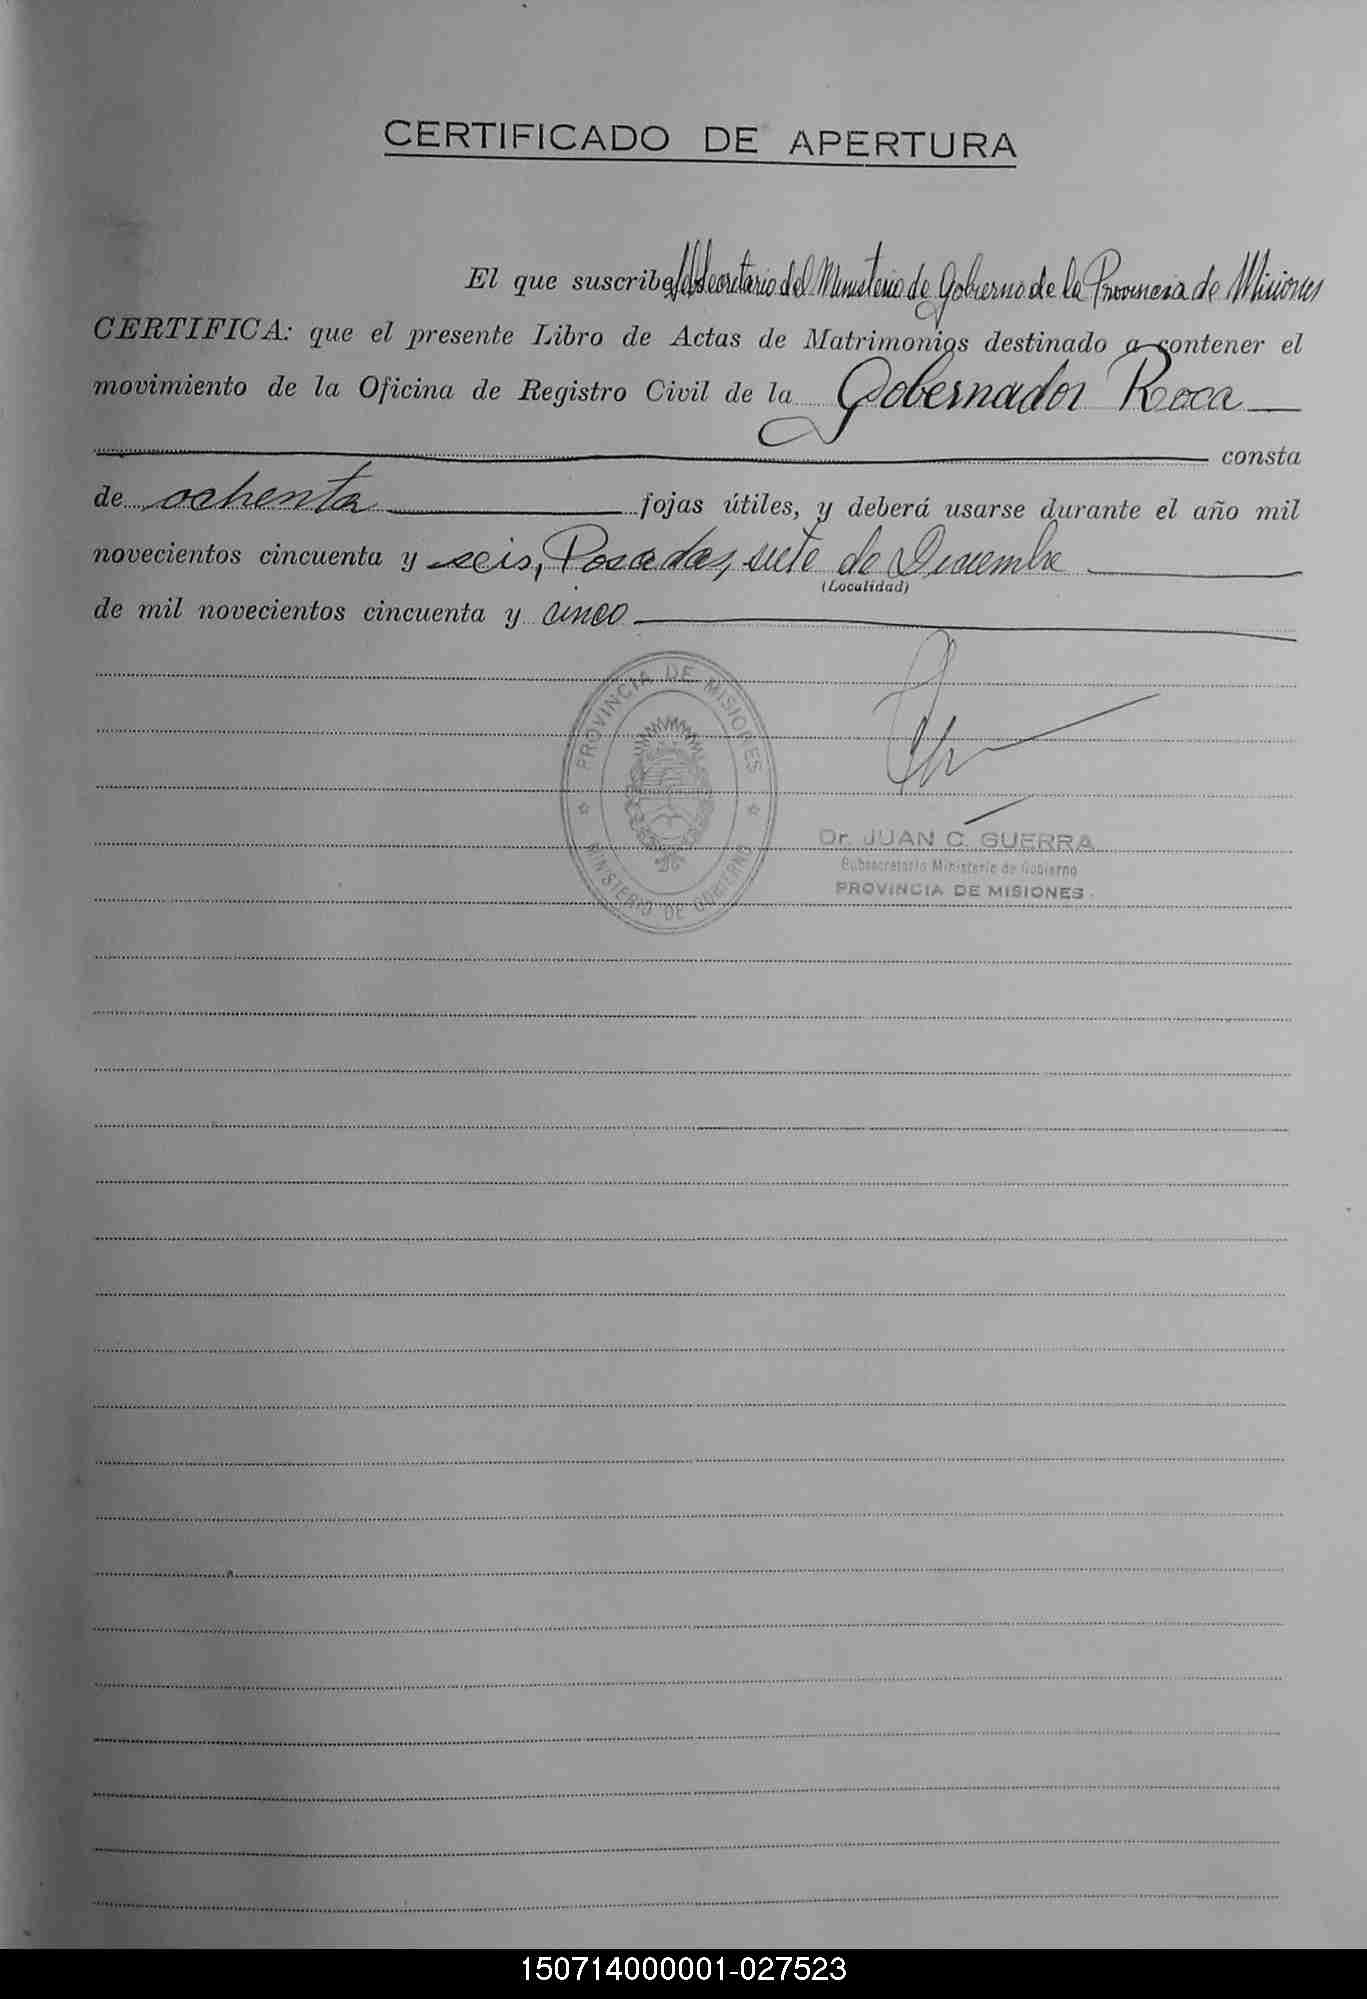 CERTIFICADO DE APERTURA
El que suscribe, Subsecretario del Ministerio de Gobierno de la Provincia de Misiones
CERTIFICA: que el presente Libro de Actas de Matrimonios destinado a contener el
movimiento de la Oficina de Registro Civil de la Gobernador Roca
consta
de ochenta fojas útiles, y deberá usarse durante el año mil
novecientos cincuenta y seis, Posadas, siete de Diciembre
(Localidad)
de mil novecientos cincuenta y cinco
PROVINCIA DE MISIONES
MINISTERIO DE GOBIERNO
Dr. JUAN C. GUERRA
Subsecretario Ministerio de Gobierno
PROVINCIA DE MISIONES
150714000001-027523